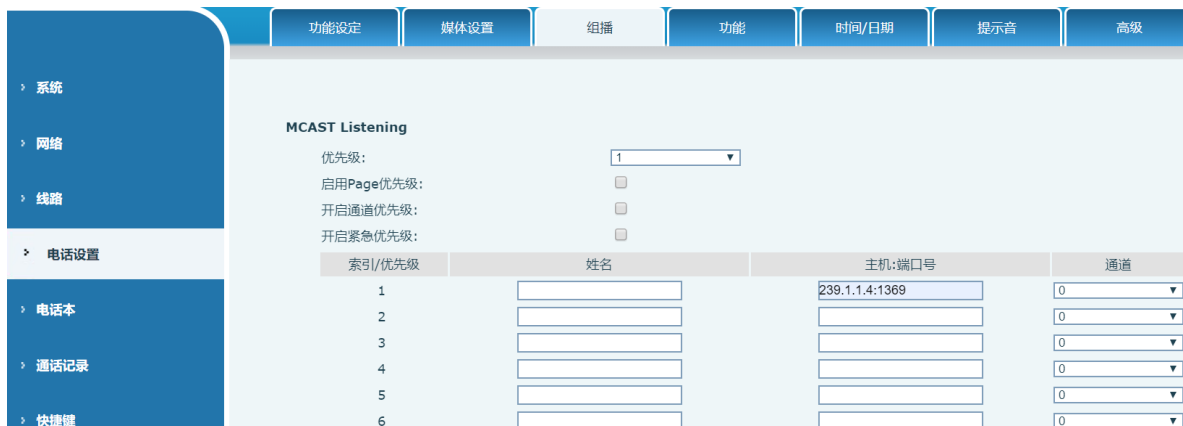 功能设定 媒体设置 组播 功能 时间/日期 提示音 高级
系统
网络
线路
电话设置
电话本
通话记录
快捷键
MCAST Listening
优先级: 1
启用Page优先级:
开启通道优先级:
开启紧急优先级:
索引/优先级 姓名 主机:端口号 通道
1 239.1.1.4:1369 0
2 0
3 0
4 0
5 0
6 0